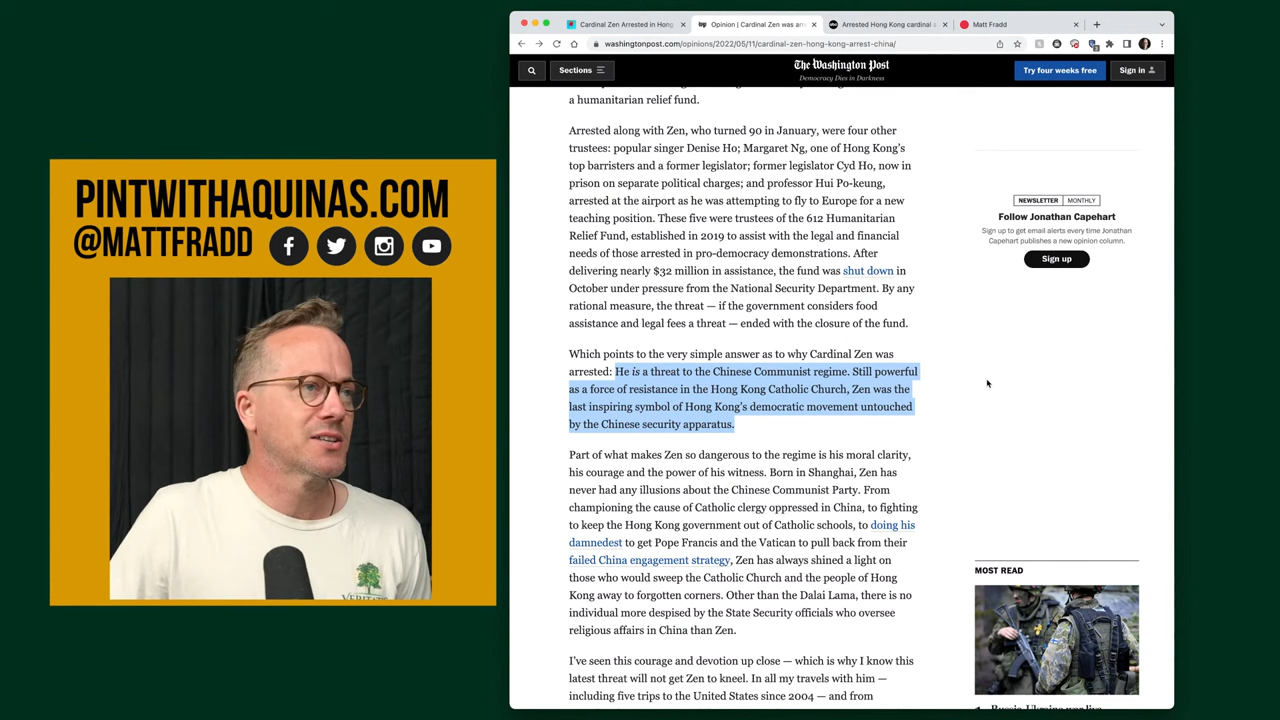 PINTWITHAQUINAS.COM
@MATTFRADD
VERITAS
Cardinal Zen Arrested in Hong
Opinion | Cardinal Zen was arr
Arrested Hong Kong cardinal a
Matt Fradd
washingtonpost.com/opinions/2022/05/11/cardinal-zen-hong-kong-arrest-china/
Sections
The Washington Post
Democracy Dies in Darkness
Try four weeks free
Sign in
a humanitarian relief fund.
Arrested along with Zen, who turned 90 in January, were four other
trustees: popular singer Denise Ho; Margaret Ng, one of Hong Kong's
top barristers and a former legislator; former legislator Cyd Ho, now in
prison on separate political charges; and professor Hui Po-keung,
arrested at the airport as he was attempting to fly to Europe for a new
teaching position. These five were trustees of the 612 Humanitarian
Relief Fund, established in 2019 to assist with the legal and financial
needs of those arrested in pro-democracy demonstrations. After
delivering nearly $32 million in assistance, the fund was shut down in
October under pressure from the National Security Department. By any
rational measure, the threat — if the government considers food
assistance and legal fees a threat — ended with the closure of the fund.
Which points to the very simple answer as to why Cardinal Zen was
arrested: He is a threat to the Chinese Communist regime. Still powerful
as a force of resistance in the Hong Kong Catholic Church, Zen was the
last inspiring symbol of Hong Kong's democratic movement untouched
by the Chinese security apparatus.
Part of what makes Zen so dangerous to the regime is his moral clarity,
his courage and the power of his witness. Born in Shanghai, Zen has
never had any illusions about the Chinese Communist Party. From
championing the cause of Catholic clergy oppressed in China, to fighting
to keep the Hong Kong government out of Catholic schools, to doing his
damnedest to get Pope Francis and the Vatican to pull back from their
failed China engagement strategy, Zen has always shined a light on
those who would sweep the Catholic Church and the people of Hong
Kong away to forgotten corners. Other than the Dalai Lama, there is no
individual more despised by the State Security officials who oversee
religious affairs in China than Zen.
I've seen this courage and devotion up close — which is why I know this
latest threat will not get Zen to kneel. In all my travels with him —
including five trips to the United States since 2004 — and from
NEWSLETTER MONTHLY
Follow Jonathan Capehart
Sign up to get email alerts every time Jonathan
Capehart publishes a new opinion column.
Sign up
MOST READ
Russia-Ukraine war live